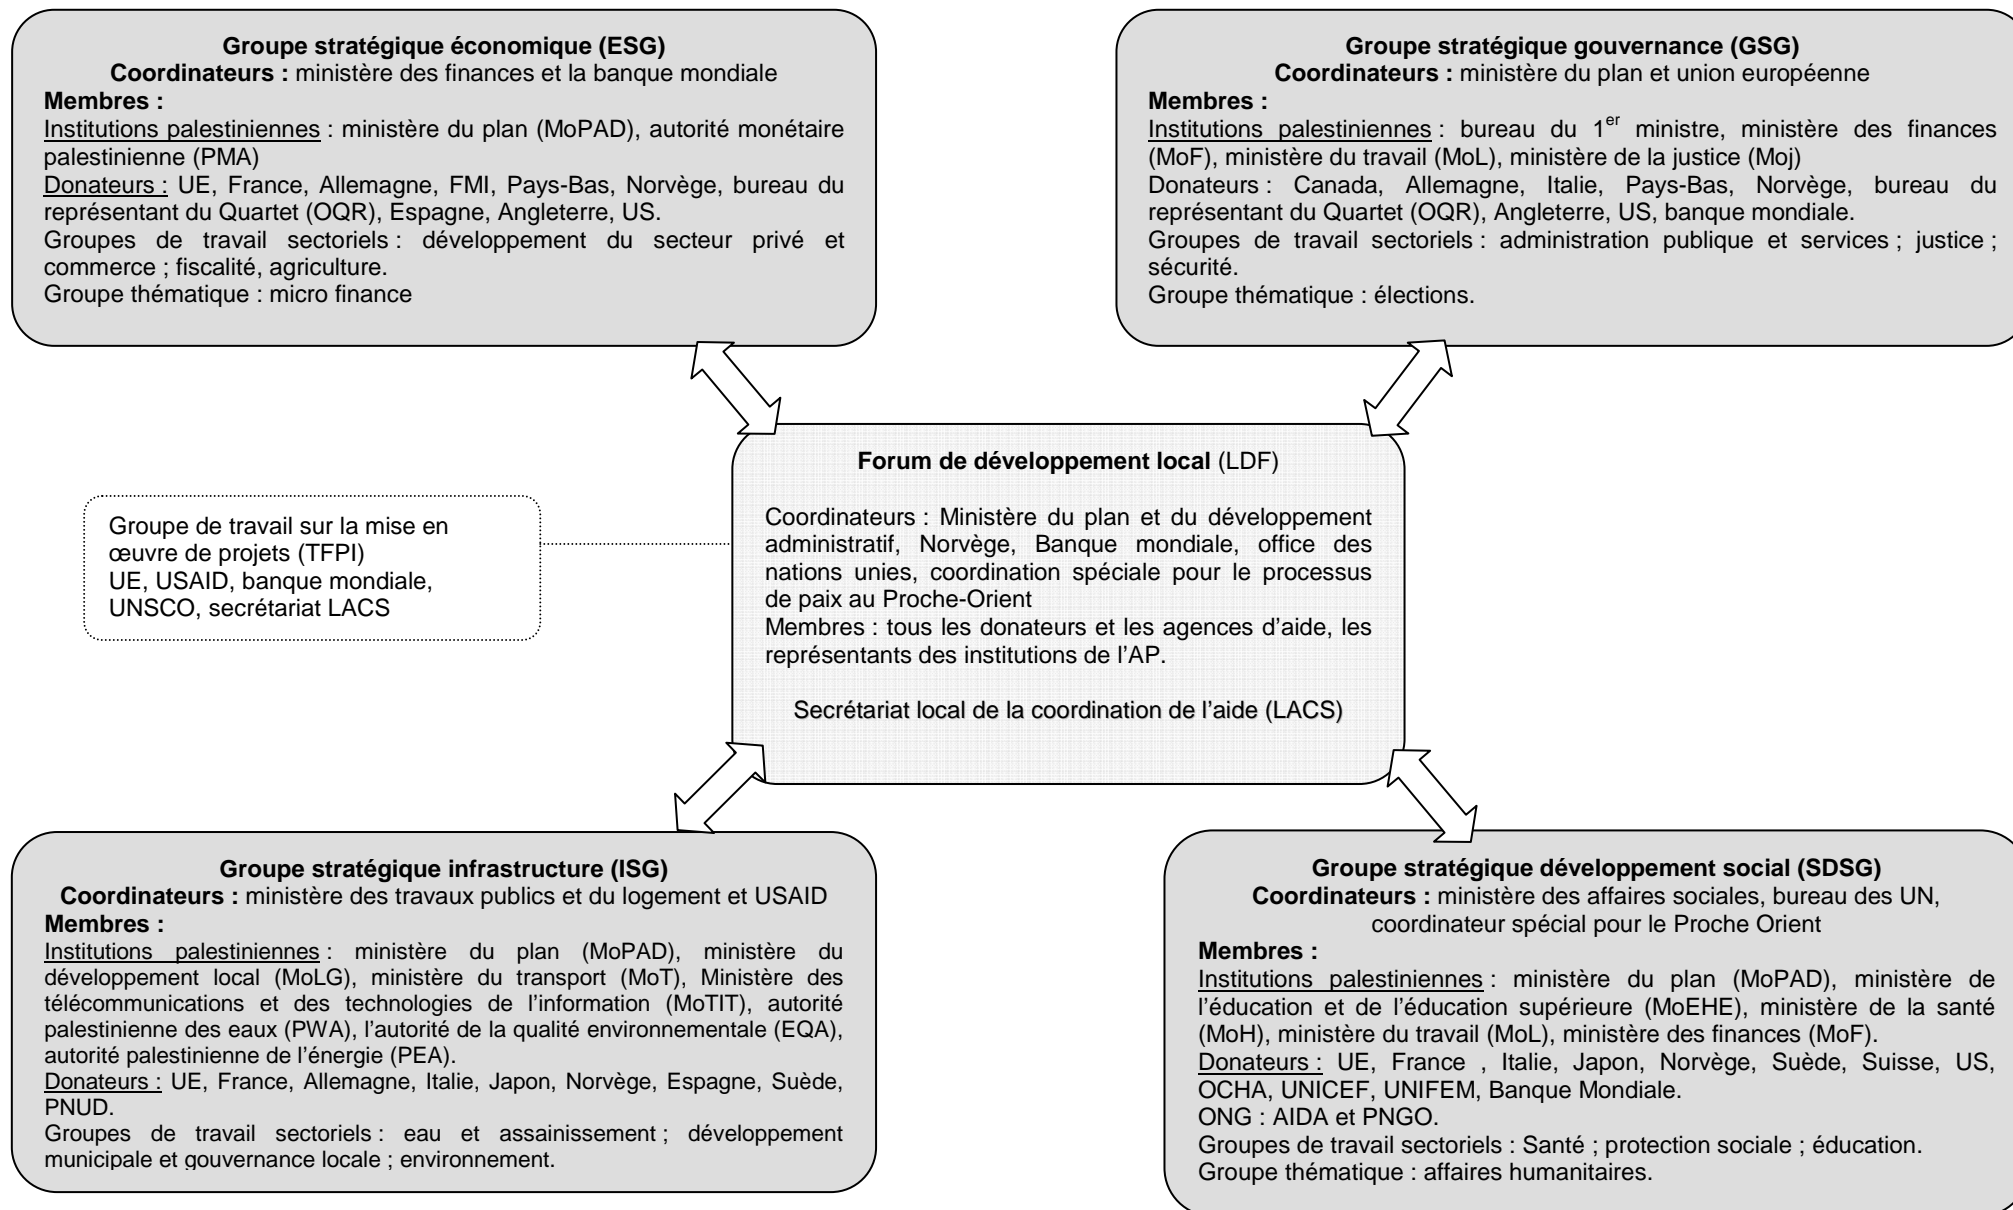 Groupe stratégique économique (ESG)
Coordinateurs : ministère des finances et la banque mondiale
Membres :
Institutions palestiniennes : ministère du plan (MoPAD), autorité monétaire
palestinienne (PMA)
Donateurs : UE, France, Allemagne, FMI, Pays-Bas, Norvège, bureau du
représentant du Quartet (OQR), Espagne, Angleterre, US.
Groupes de travail sectoriels : développement du secteur privé et
commerce ; fiscalité, agriculture.
Groupe thématique : micro finance
Groupe stratégique gouvernance (GSG)
Coordinateurs : ministère du plan et union européenne
Membres :
Institutions palestiniennes : bureau du 1er ministre, ministère des finances
(MoF), ministère du travail (MoL), ministère de la justice (Moj)
Donateurs : Canada, Allemagne, Italie, Pays-Bas, Norvège, bureau du
représentant du Quartet (OQR), Angleterre, US, banque mondiale.
Groupes de travail sectoriels : administration publique et services ; justice ;
sécurité.
Groupe thématique : élections.
Forum de développement local (LDF)
Coordinateurs : Ministère du plan et du développement
administratif, Norvège, Banque mondiale, office des
nations unies, coordination spéciale pour le processus
de paix au Proche-Orient
Membres : tous les donateurs et les agences d'aide, les
représentants des institutions de l'AP.
Secrétariat local de la coordination de l'aide (LACS)
Groupe de travail sur la mise en
œuvre de projets (TFPI)
UE, USAID, banque mondiale,
UNSCO, secrétariat LACS
Groupe stratégique infrastructure (ISG)
Coordinateurs : ministère des travaux publics et du logement et USAID
Membres :
Institutions palestiniennes : ministère du plan (MoPAD), ministère du
développement local (MoLG), ministère du transport (MoT), Ministère des
télécommunications et des technologies de l'information (MoTIT), autorité
palestinienne des eaux (PWA), l'autorité de la qualité environnementale (EQA),
autorité palestinienne de l'énergie (PEA).
Donateurs : UE, France, Allemagne, Italie, Japon, Norvège, Espagne, Suède,
PNUD.
Groupes de travail sectoriels : eau et assainissement ; développement
municipale et gouvernance locale ; environnement.
Groupe stratégique développement social (SDSG)
Coordinateurs : ministère des affaires sociales, bureau des UN,
coordinateur spécial pour le Proche Orient
Membres :
Institutions palestiniennes : ministère du plan (MoPAD), ministère de
l'éducation et de l'éducation supérieure (MoEHE), ministère de la santé
(MoH), ministère du travail (MoL), ministère des finances (MoF).
Donateurs : UE, France , Italie, Japon, Norvège, Suède, Suisse, US,
OCHA, UNICEF, UNIFEM, Banque Mondiale.
ONG : AIDA et PNGO.
Groupes de travail sectoriels : Santé ; protection sociale ; éducation.
Groupe thématique : affaires humanitaires.